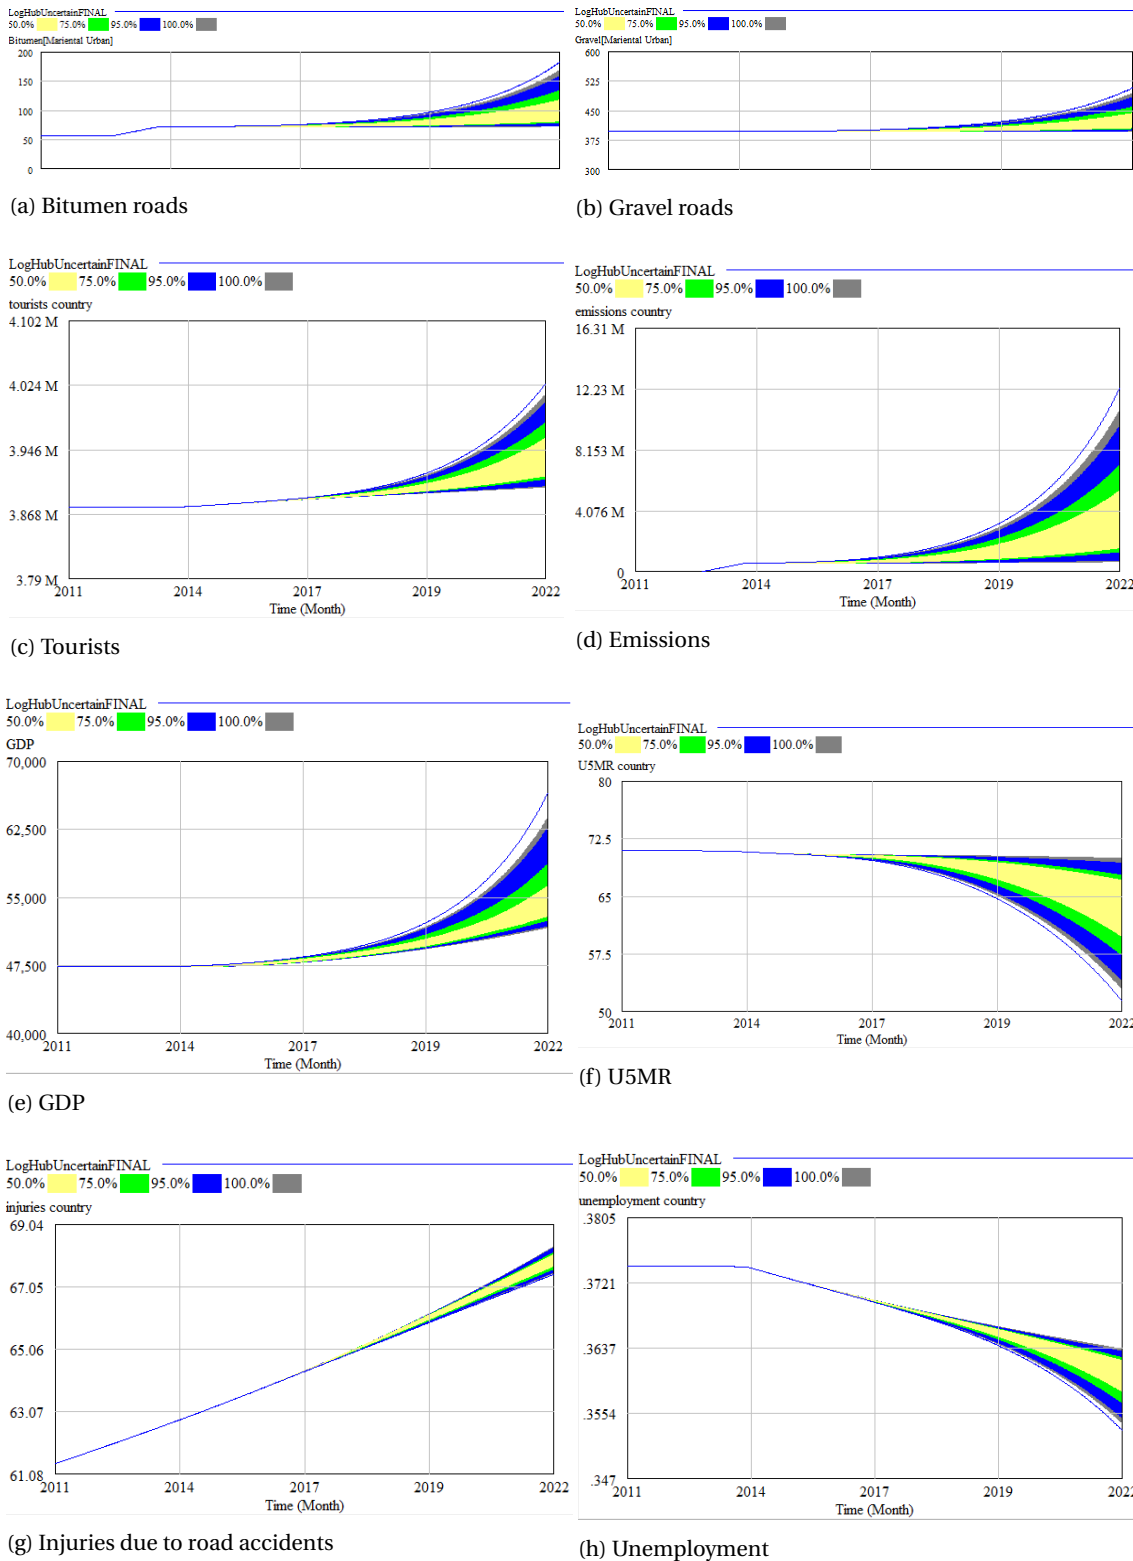 LogHubUncertainFINAL
50.0% 75.0% 95.0% 100.0%
Bitumen[Mariental Urban]
200
150
100
50
0
(a) Bitumen roads
LogHubUncertainFINAL
50.0% 75.0% 95.0% 100.0%
Gravel[Mariental Urban]
600
525
450
375
300
(b) Gravel roads
LogHubUncertainFINAL
50.0% 75.0% 95.0% 100.0%
tourists country
4.102 M
4.024 M
3.946 M
3.868 M
3.79 M
2011 2014 2017 2019 2022
Time (Month)
(c) Tourists
LogHubUncertainFINAL
50.0% 75.0% 95.0% 100.0%
emissions country
16.31 M
12.23 M
8.153 M
4.076 M
0
2011 2014 2017 2019 2022
Time (Month)
(d) Emissions
LogHubUncertainFINAL
50.0% 75.0% 95.0% 100.0%
GDP
70,000
62,500
55,000
47,500
40,000
2011 2014 2017 2019 2022
Time (Month)
(e) GDP
LogHubUncertainFINAL
50.0% 75.0% 95.0% 100.0%
U5MR country
80
72.5
65
57.5
50
2011 2014 2017 2019 2022
Time (Month)
(f) U5MR
LogHubUncertainFINAL
50.0% 75.0% 95.0% 100.0%
injuries country
69.04
67.05
65.06
63.07
61.08
2011 2014 2017 2019 2022
Time (Month)
(g) Injuries due to road accidents
LogHubUncertainFINAL
50.0% 75.0% 95.0% 100.0%
unemployment country
.3805
.3721
.3637
.3554
.347
2011 2014 2017 2019 2022
Time (Month)
(h) Unemployment